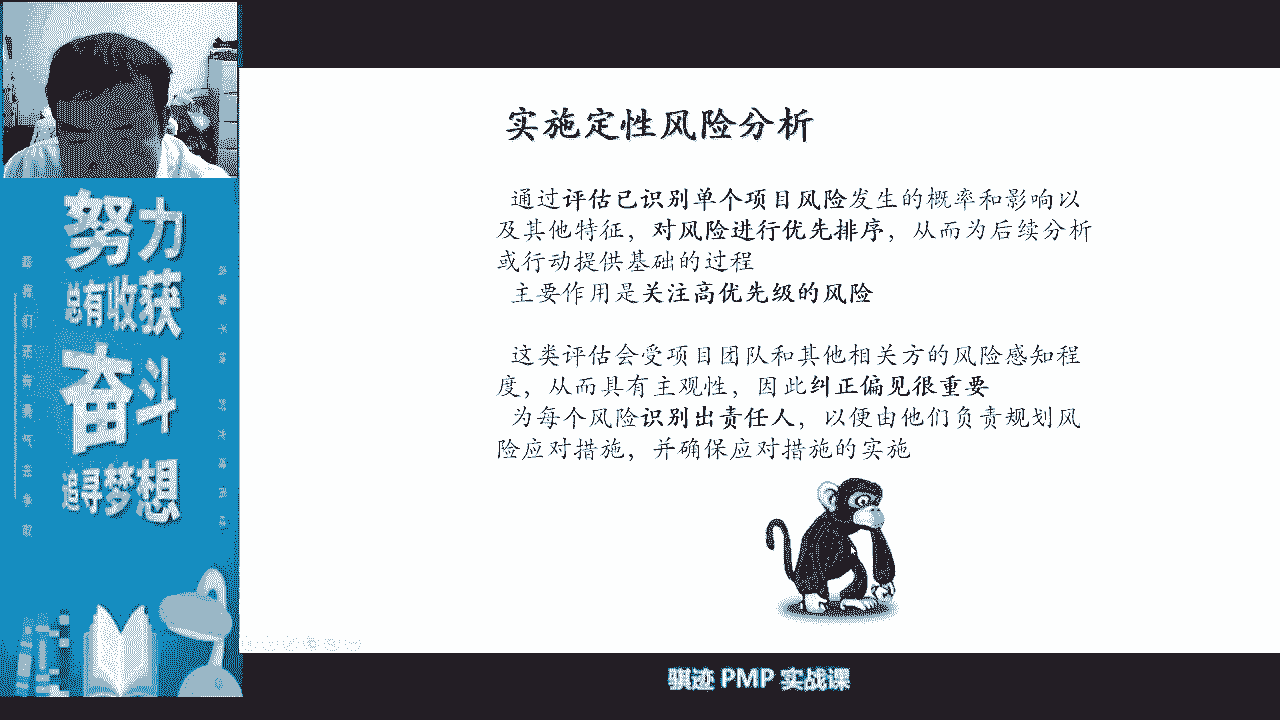 实施定性风险分析
通过评估已识别单个项目风险发生的概率和影响以
及其他特征，对风险进行优先排序，从而为后续分析
或行动提供基础的过程
主要作用是关注高优先级的风险
这类评估会受项目团队和其他相关方的风险感知程
度，从而具有主观性，因此纠正偏见很重要
为每个风险识别出责任人，以便由他们负责规划风
险应对措施，并确保应对措施的实施
努力
总有收获
奋斗
追寻梦想
骐迹 PMP 实战课